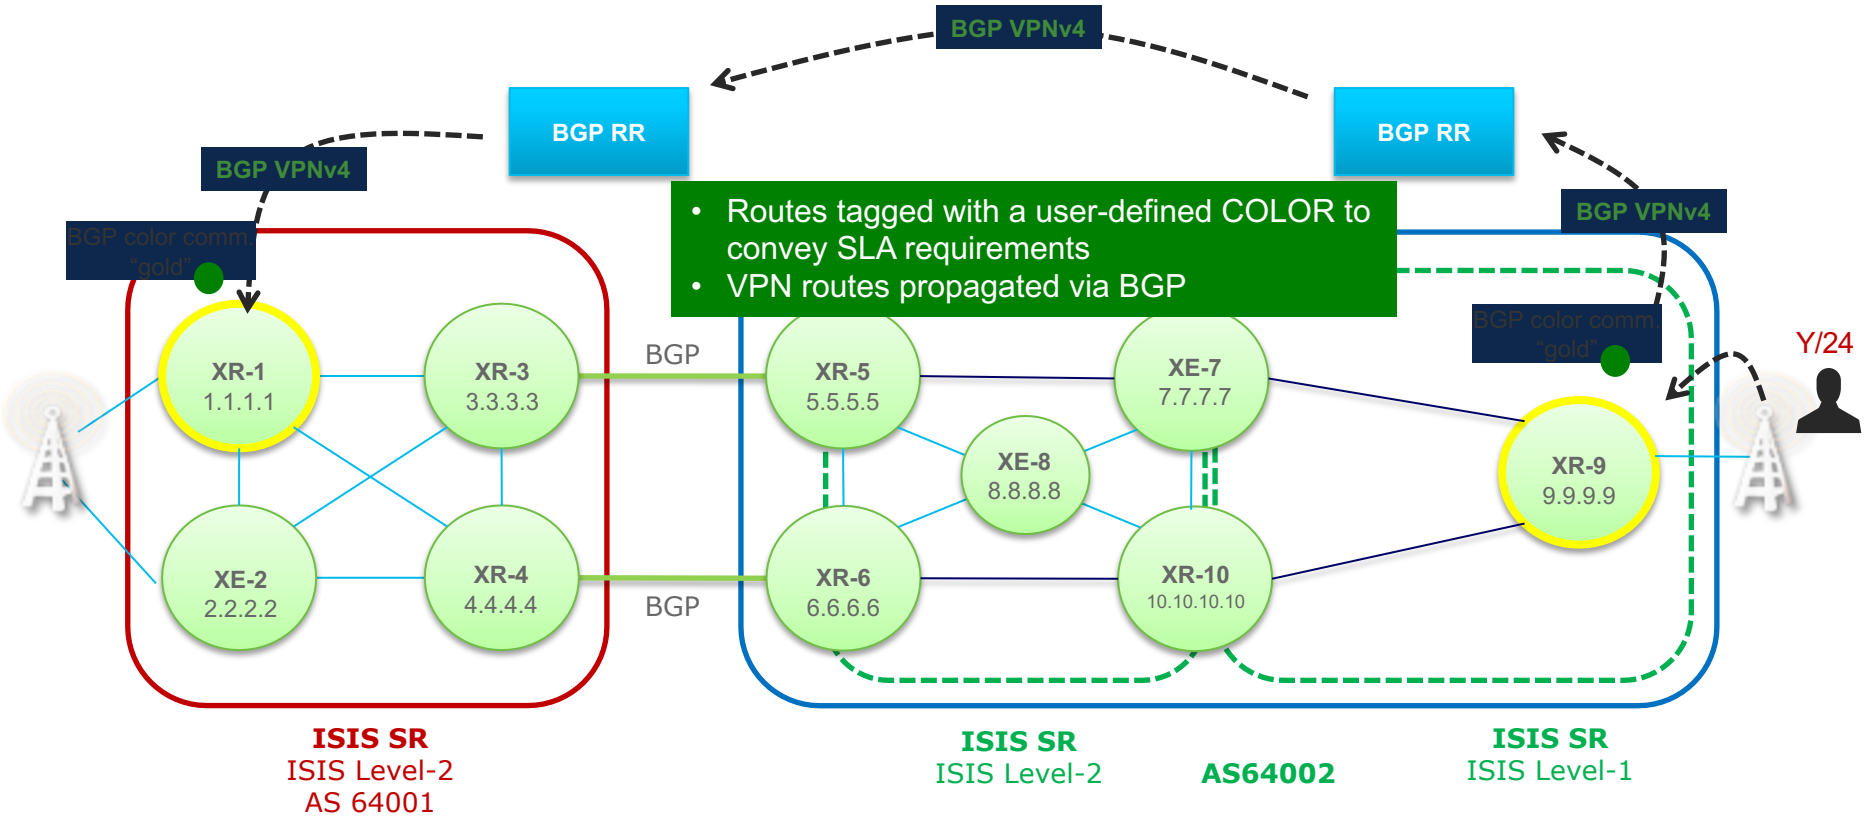 BGP VPNv4
BGP RR
BGP RR
BGP VPNv4
BGP VPNv4
• Routes tagged with a user-defined COLOR to
convey SLA requirements
• VPN routes propagated via BGP
BGP color comm.
“gold”
BGP color comm.
“gold”
Y/24
XR-1
1.1.1.1
XR-3
3.3.3.3
BGP
XR-5
5.5.5.5
XE-7
7.7.7.7
XE-8
8.8.8.8
XR-9
9.9.9.9
XE-2
2.2.2.2
XR-4
4.4.4.4
BGP
XR-6
6.6.6.6
XR-10
10.10.10.10
ISIS SR
ISIS Level-2
AS 64001
ISIS SR
ISIS Level-2
AS64002
ISIS SR
ISIS Level-1